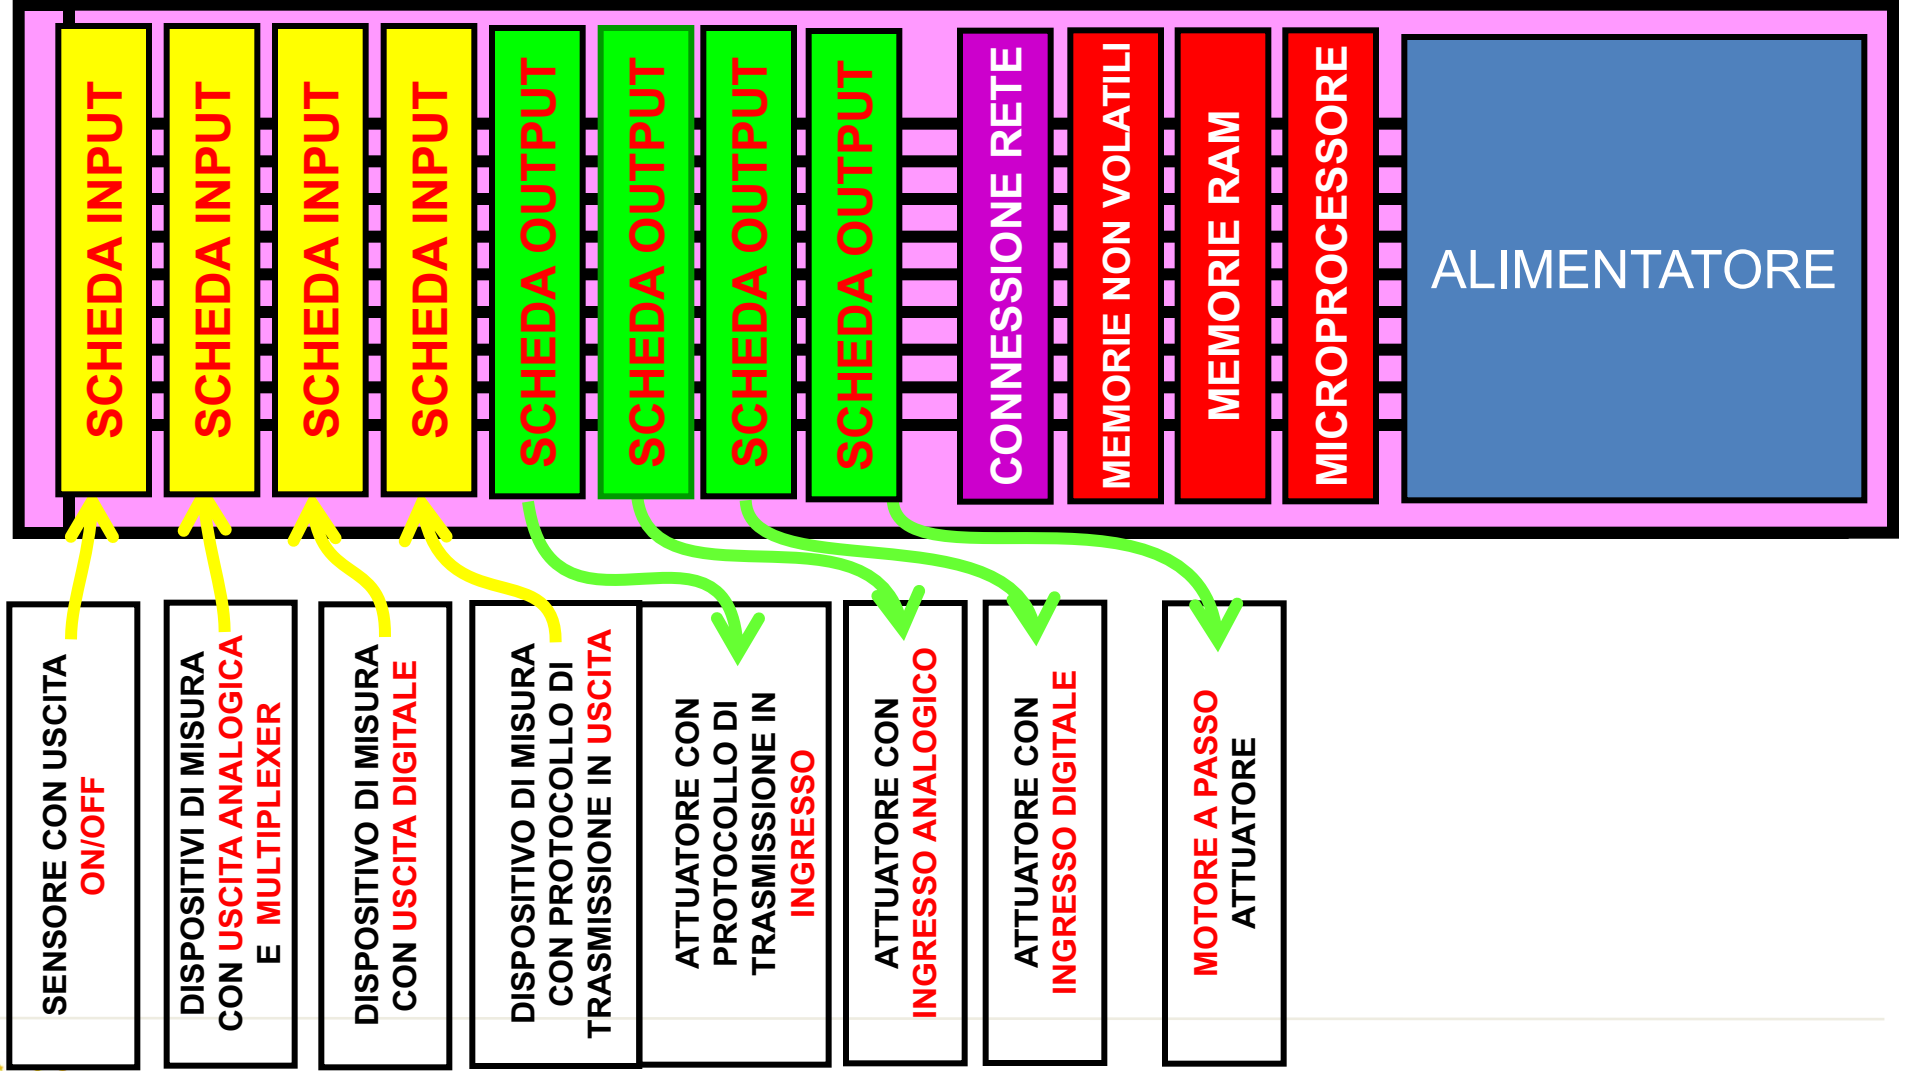 SCHEDA INPUT
SCHEDA INPUT
SCHEDA INPUT
SCHEDA INPUT
SCHEDA OUTPUT
SCHEDA OUTPUT
SCHEDA OUTPUT
SCHEDA OUTPUT
CONNESSIONE RETE
MEMORIE NON VOLATILI
MEMORIE RAM
MICROPROCESSORE
ALIMENTATORE
SENSORE CON USCITA
ON/OFF
DISPOSITIVI DI MISURA
CON USCITA ANALOGICA
E MULTIPLEXER
DISPOSITIVO DI MISURA
CON USCITA DIGITALE
DISPOSITIVO DI MISURA
CON PROTOCOLLO DI
TRASMISSIONE IN USCITA
ATTUATORE CON
PROTOCOLLO DI
TRASMISSIONE IN
INGRESSO
ATTUATORE CON
INGRESSO ANALOGICO
ATTUATORE CON
INGRESSO DIGITALE
MOTORE A PASSO
ATTUATORE